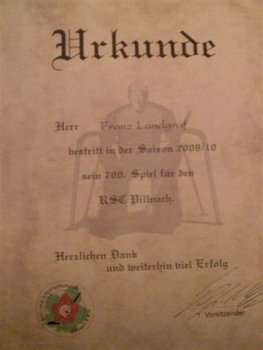 Urkunde
Herr Franz Landgraf
bestritt in der Saison 2009/10
sein 700. Spiel für den
RSC Pillnach.
Herzlichen Dank
und weiterhin viel Erfolg
1. Vorsitzender